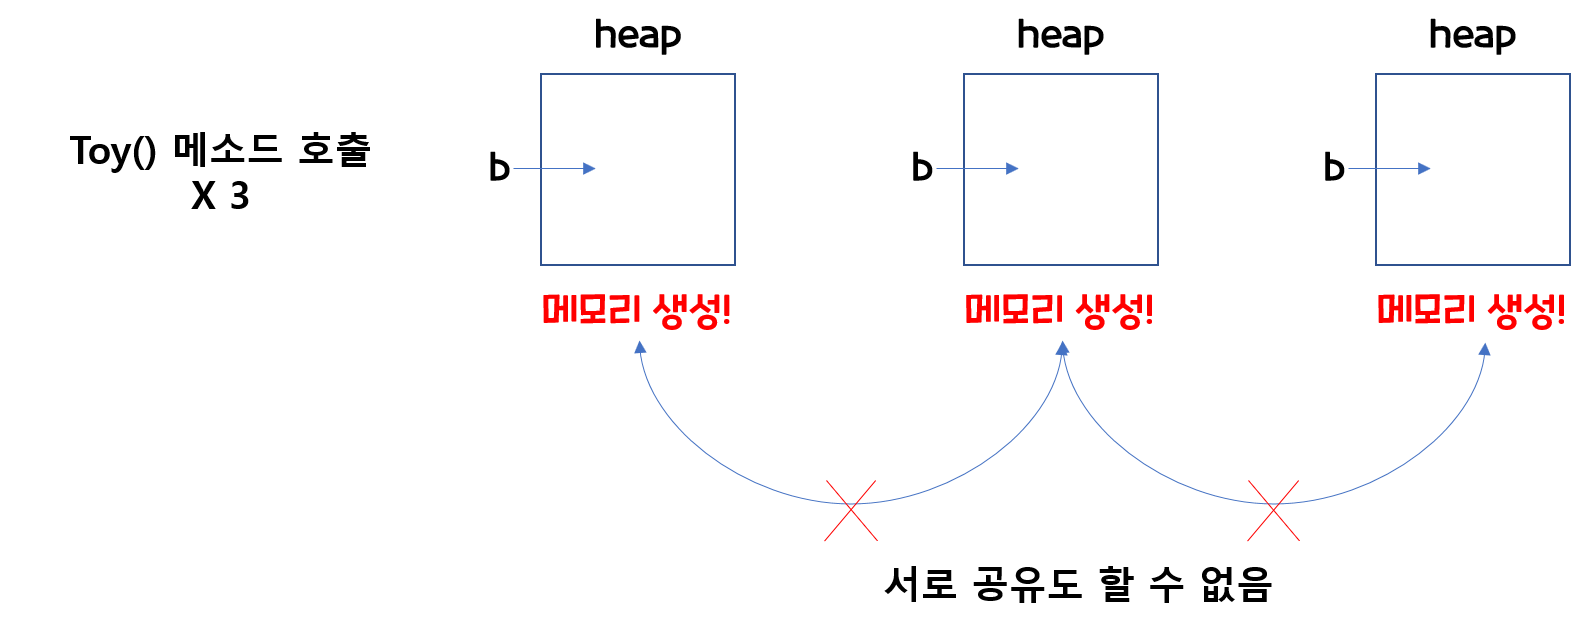 heap
heap
heap
Toy() 메소드 호출
X 3
b
b
b
메모리 생성!
메모리 생성!
메모리 생성!
서로 공유도 할 수 없음